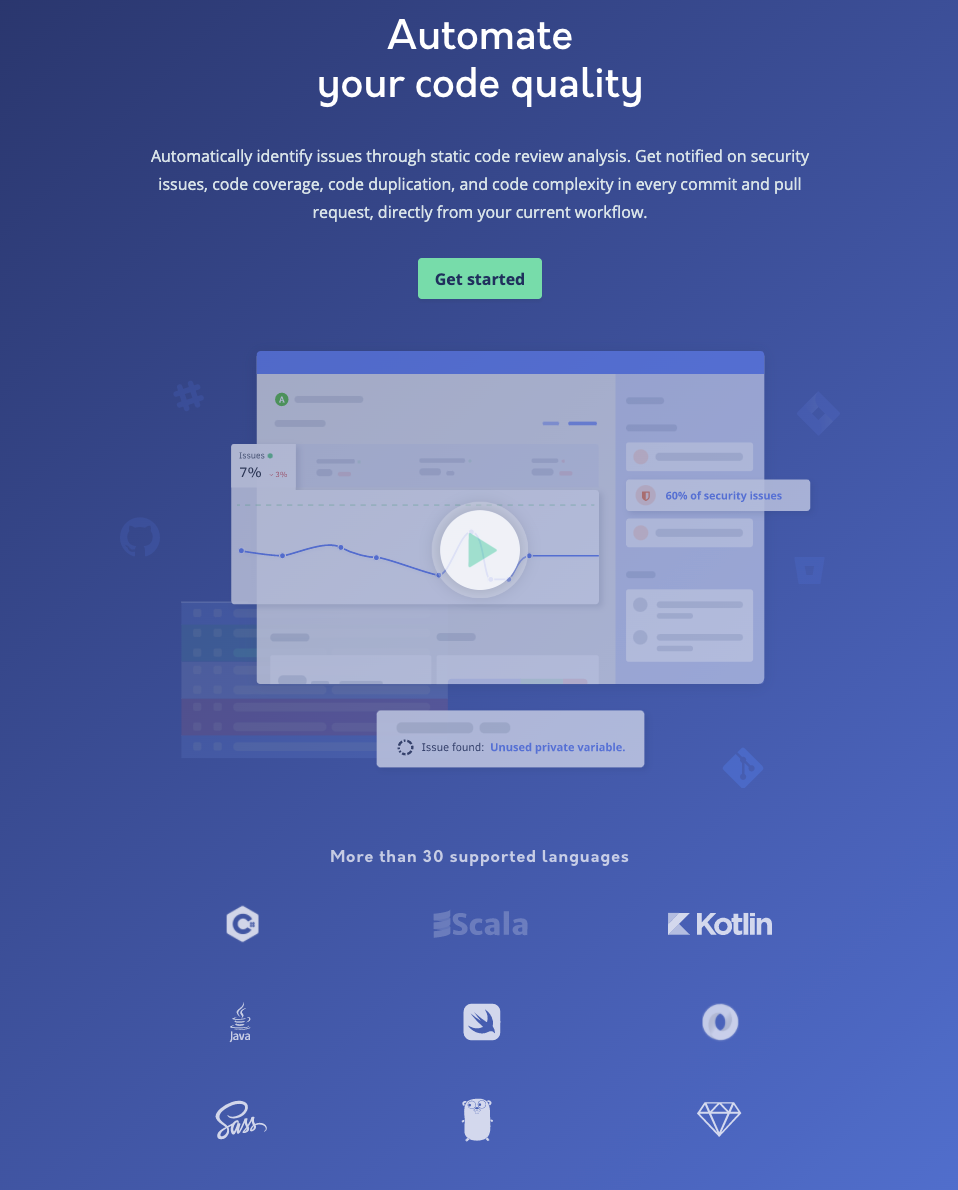 Automate
your code quality
Automatically identify issues through static code review analysis. Get notified on security
issues, code coverage, code duplication, and code complexity in every commit and pull
request, directly from your current workflow.
Get started
A
Issues
7% - 3%
60% of security issues
Issue found: Unused private variable.
More than 30 supported languages
C
Scala
Kotlin
Java
Sass